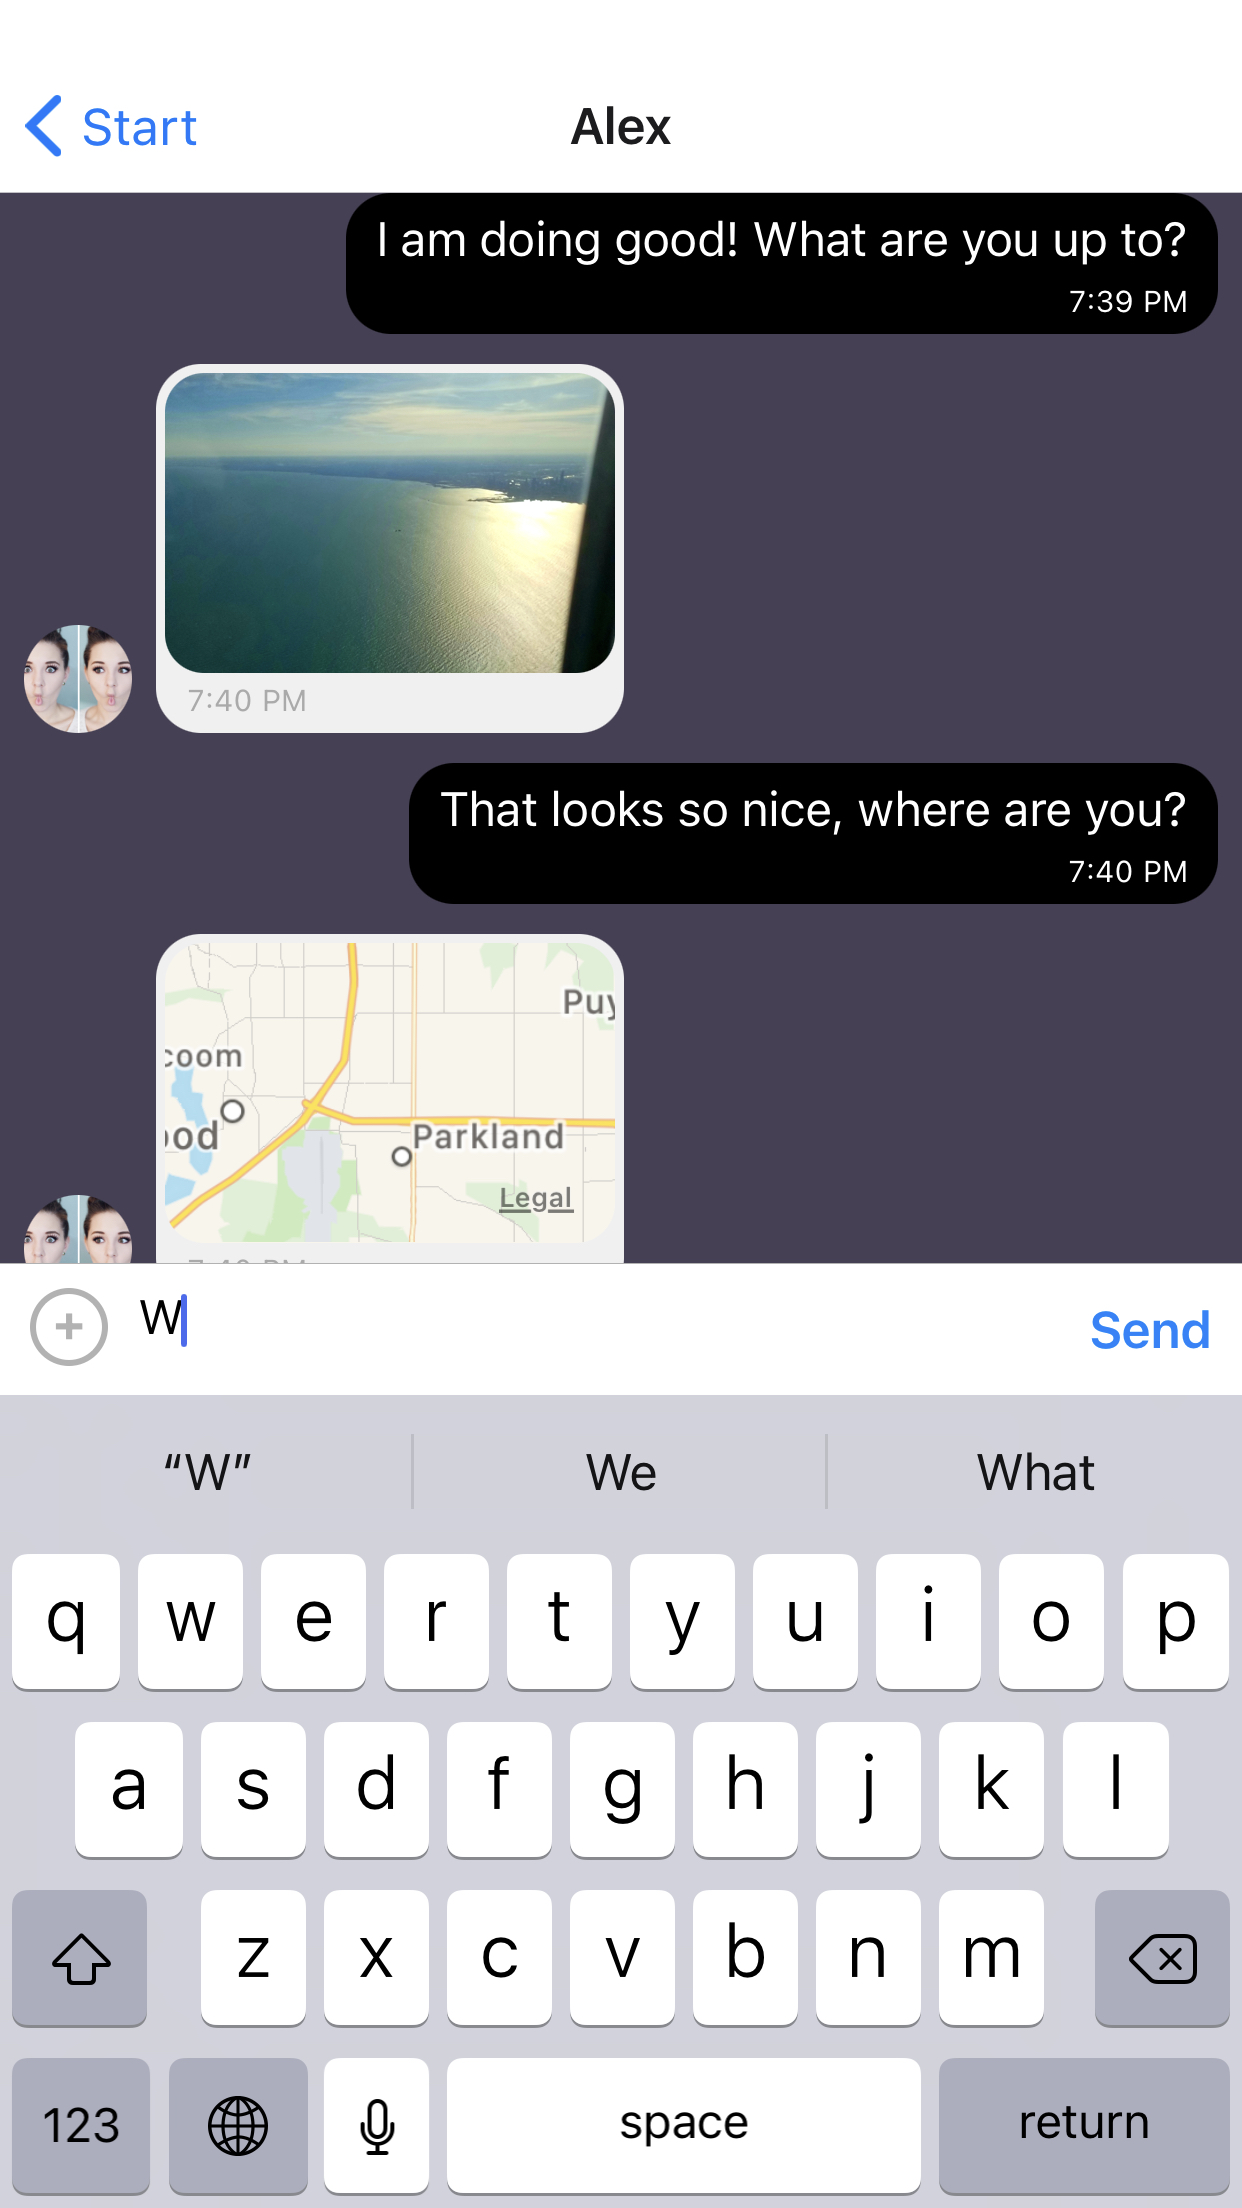 Start
Alex
I am doing good! What are you up to?
7:39 PM
7:40 PM
That looks so nice, where are you?
7:40 PM
Puy
coom
ood
Parkland
Legal
W
Send
“W”
We
What
q w e r t y u i o p
a s d f g h j k l
z x c v b n m
123
space
return